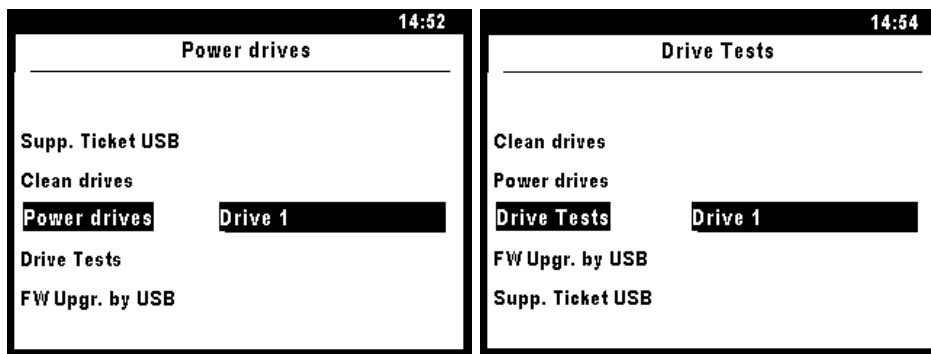 14:52
Power drives
Supp. Ticket USB
Clean drives
Power drives Drive 1
Drive Tests
FW Upgr. by USB
14:54
Drive Tests
Clean drives
Power drives
Drive Tests Drive 1
FW Upgr. by USB
Supp. Ticket USB